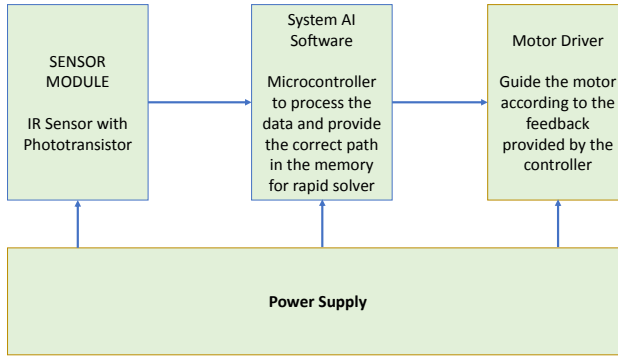 SENSOR
MODULE
IR Sensor with
Phototransistor
System AI
Software
Microcontroller
to process the
data and provide
the correct path
in the memory
for rapid solver
Motor Driver
Guide the motor
according to the
feedback
provided by the
controller
Power Supply